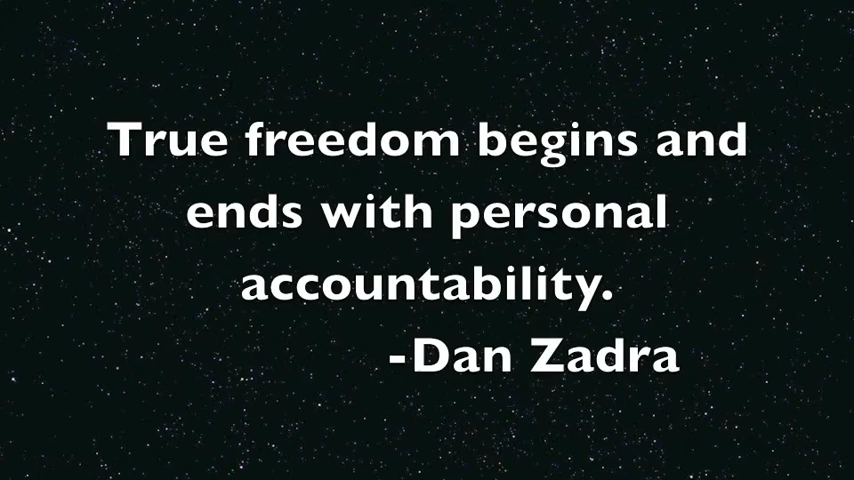 True freedom begins and
ends with personal
accountability.
-Dan Zadra